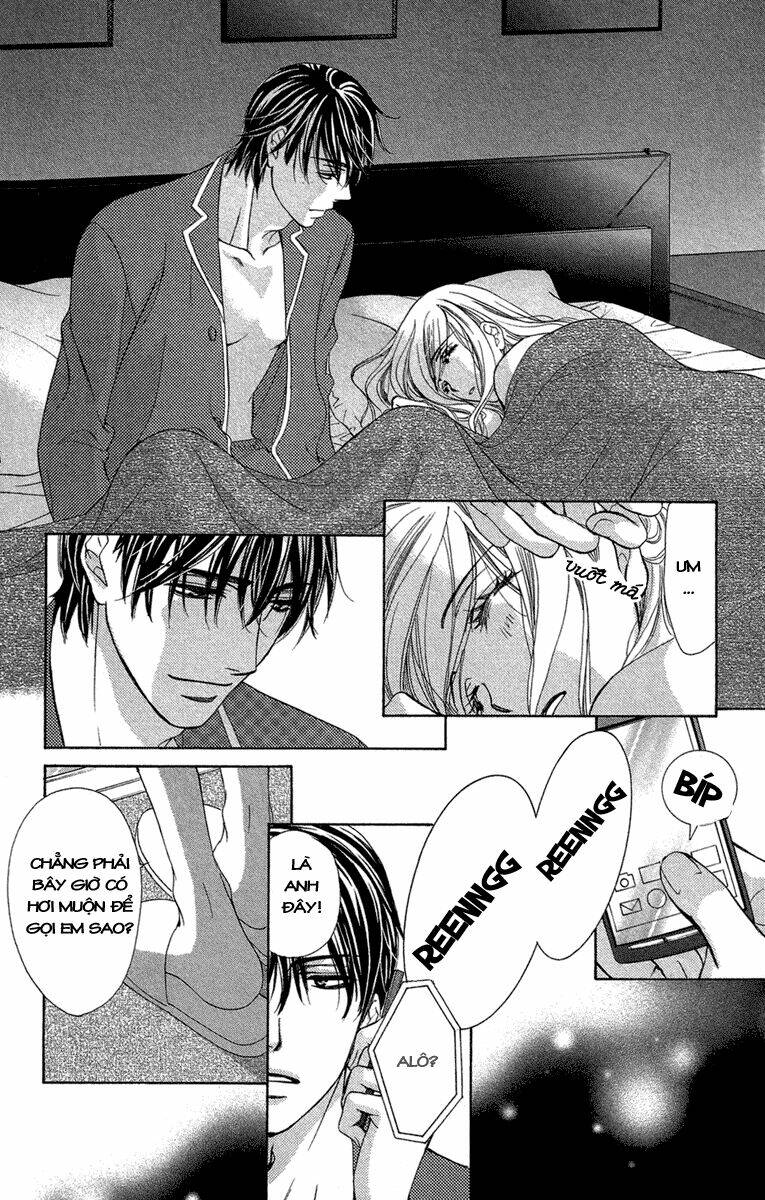 ƯM
...
vuốt má
BÍP
REENNGG
REENNGG
ALÔ?
LÀ
ANH
ĐÂY!
CHẲNG PHẢI
BÂY GIỜ CÓ
HƠI MUỘN ĐỂ
GỌI EM SAO?